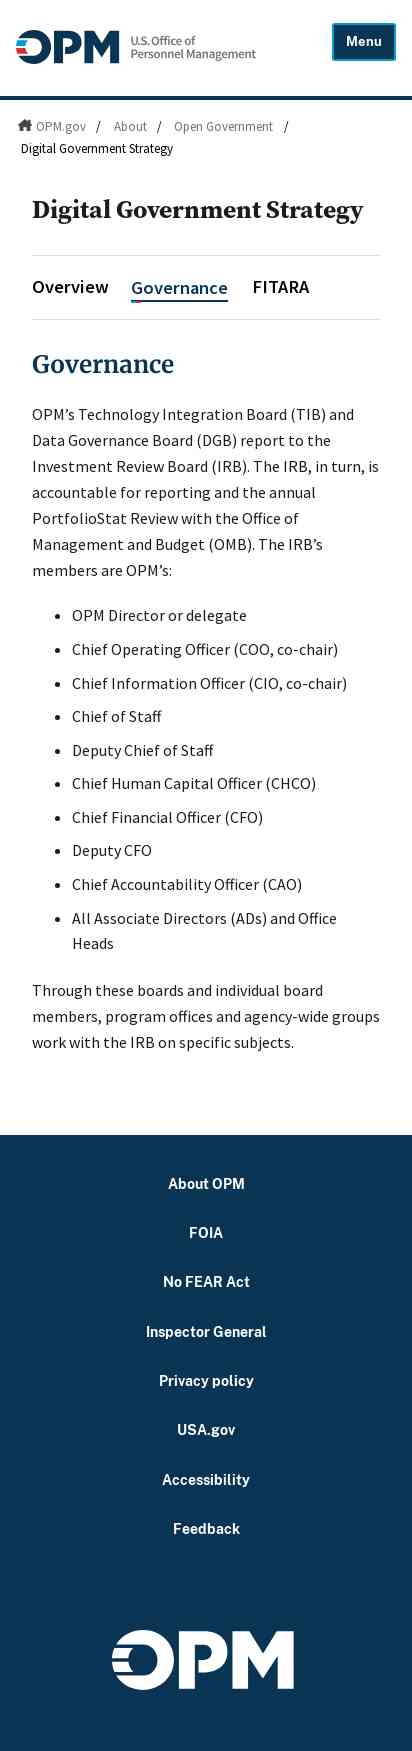 OPM U.S. Office of
Personnel Management
Menu
OPM.gov / About / Open Government /
Digital Government Strategy
Digital Government Strategy
Overview Governance FITARA
Governance
OPM’s Technology Integration Board (TIB) and
Data Governance Board (DGB) report to the
Investment Review Board (IRB). The IRB, in turn, is
accountable for reporting and the annual
PortfolioStat Review with the Office of
Management and Budget (OMB). The IRB’s
members are OPM’s:
• OPM Director or delegate
• Chief Operating Officer (COO, co-chair)
• Chief Information Officer (CIO, co-chair)
• Chief of Staff
• Deputy Chief of Staff
• Chief Human Capital Officer (CHCO)
• Chief Financial Officer (CFO)
• Deputy CFO
• Chief Accountability Officer (CAO)
• All Associate Directors (ADs) and Office
Heads
Through these boards and individual board
members, program offices and agency-wide groups
work with the IRB on specific subjects.
About OPM
FOIA
No FEAR Act
Inspector General
Privacy policy
USA.gov
Accessibility
Feedback
OPM